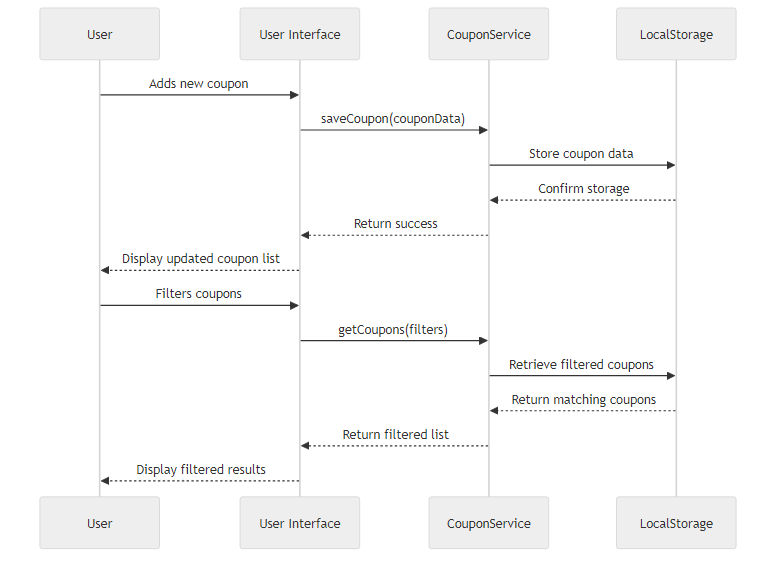 User
User Interface
CouponService
LocalStorage
Adds new coupon
saveCoupon(couponData)
Store coupon data
Confirm storage
Return success
Display updated coupon list
Filters coupons
getCoupons(filters)
Retrieve filtered coupons
Return matching coupons
Return filtered list
Display filtered results
User
User Interface
CouponService
LocalStorage